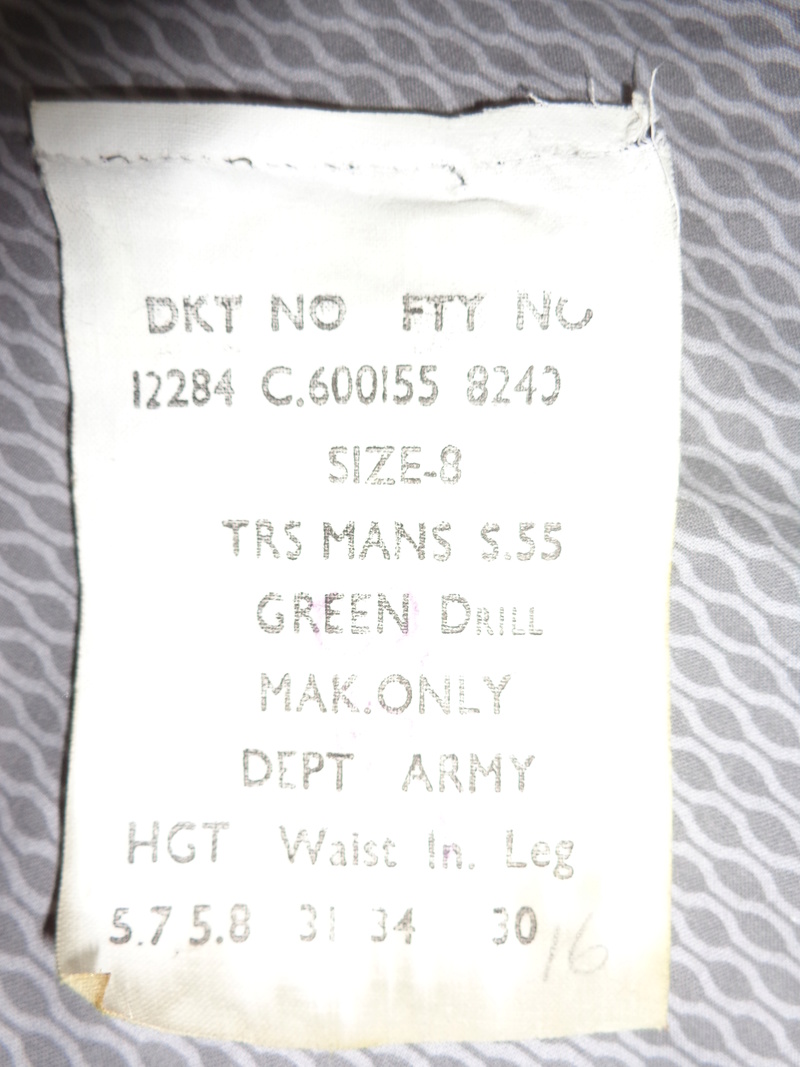 DKT NO FTY NO
12284 C.600155 8240
SIZE-8
TRS MANS S.55
GREEN DRILL
MAK.ONLY
DEPT ARMY
HGT Waist In. Leg
5.7 5.8 31 34 30
16